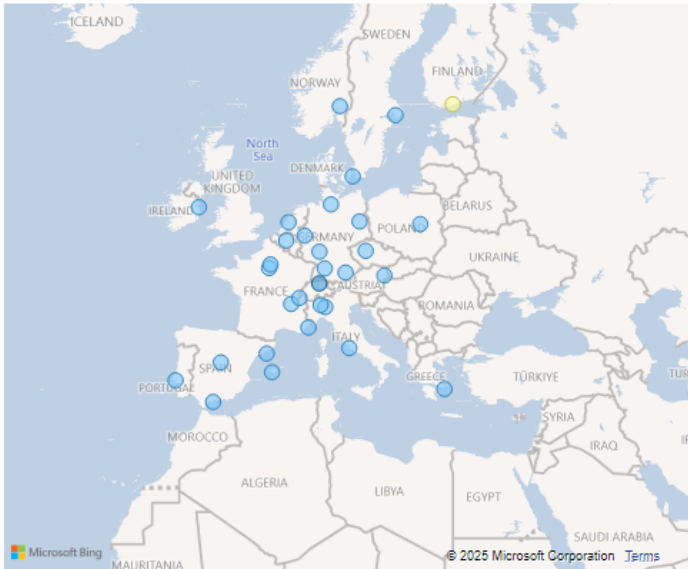 ICELAND
SWEDEN
FINLAND
NORWAY
North
Sea
DENMARK
UNITED
KINGDOM
IRELAND
BELARUS
POLAND
GERMANY
UKRAINE
FRANCE
AUSTRIA
ROMANIA
ITALY
SPAIN
PORTUGAL
GREECE
TÜRKIYE
TUR
SYRIA
MOROCCO
IRAQ
ALGERIA
LIBYA
EGYPT
SAUDI ARABIA
Microsoft Bing
© 2025 Microsoft Corporation Terms
MAURITANIA